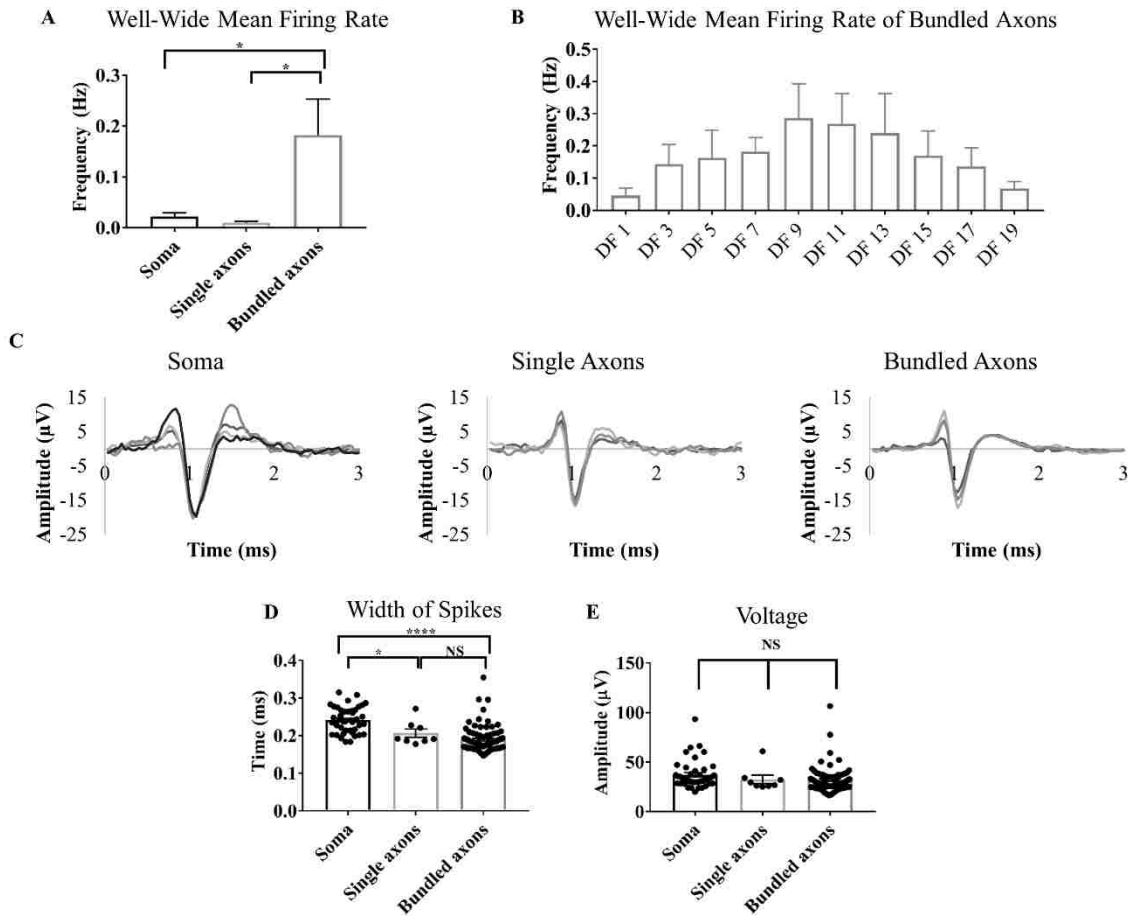 A Well-Wide Mean Firing Rate
*
*
Frequency (Hz)
0.3
0.2
0.1
0.0
Soma
Single axons
Bundled axons
B Well-Wide Mean Firing Rate of Bundled Axons
Frequency (Hz)
0.5
0.4
0.3
0.2
0.1
0.0
DF 1
DF 3
DF 5
DF 7
DF 9
DF 11
DF 13
DF 15
DF 17
DF 19
C
Soma
Amplitude (µV)
15
5
-5
-15
-25
0 1 2 3
Time (ms)
Single Axons
Amplitude (µV)
15
5
-5
-15
-25
0 1 2 3
Time (ms)
Bundled Axons
Amplitude (µV)
15
5
-5
-15
-25
0 1 2 3
Time (ms)
D Width of Spikes
****
* NS
Time (ms)
0.4
0.3
0.2
0.1
0.0
Soma
Single axons
Bundled axons
E Voltage
NS
Amplitude (µV)
150
100
50
0
Soma
Single axons
Bundled axons